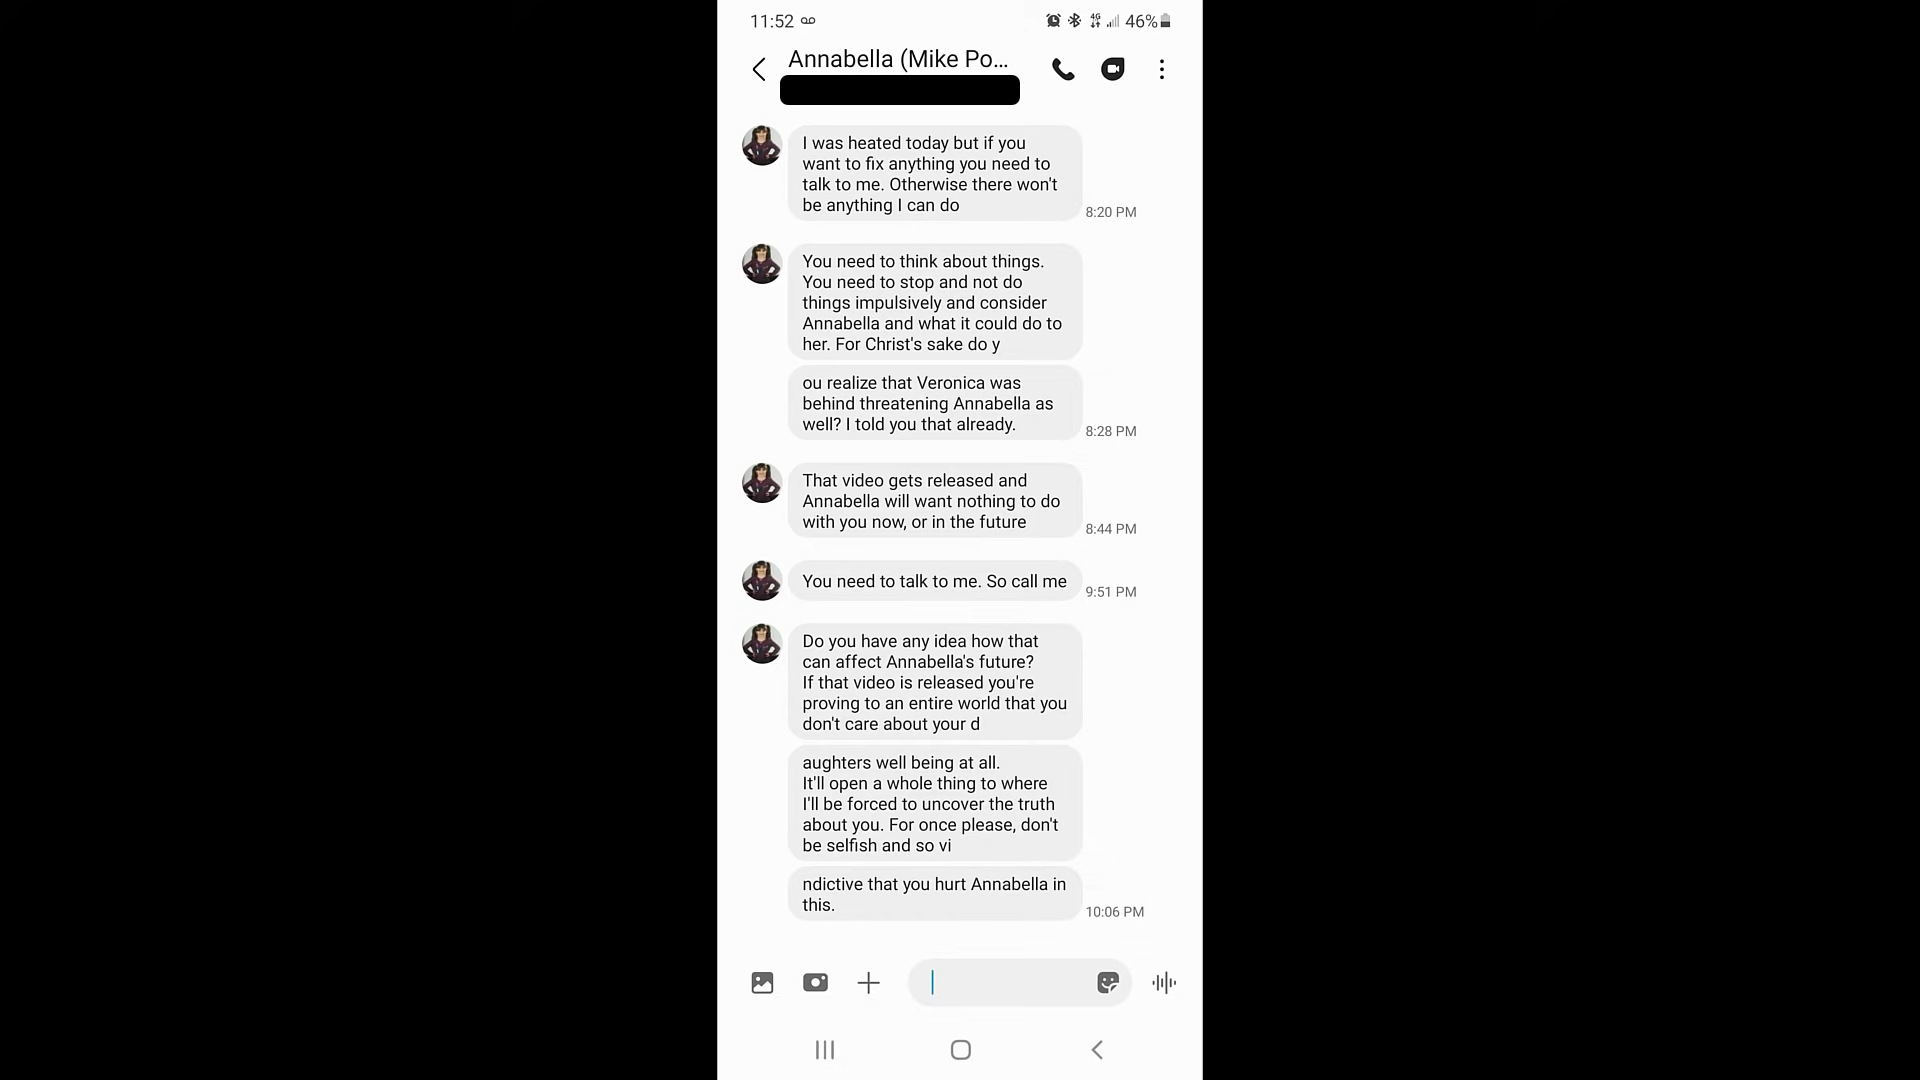 11:52
4G
46%
Annabella (Mike Po...
I was heated today but if you
want to fix anything you need to
talk to me. Otherwise there won't
be anything I can do
8:20 PM
You need to think about things.
You need to stop and not do
things impulsively and consider
Annabella and what it could do to
her. For Christ's sake do y
ou realize that Veronica was
behind threatening Annabella as
well? I told you that already.
8:28 PM
That video gets released and
Annabella will want nothing to do
with you now, or in the future
8:44 PM
You need to talk to me. So call me
9:51 PM
Do you have any idea how that
can affect Annabella's future?
If that video is released you're
proving to an entire world that you
don't care about your d
aughters well being at all.
It'll open a whole thing to where
I'll be forced to uncover the truth
about you. For once please, don't
be selfish and so vi
ndictive that you hurt Annabella in
this.
10:06 PM